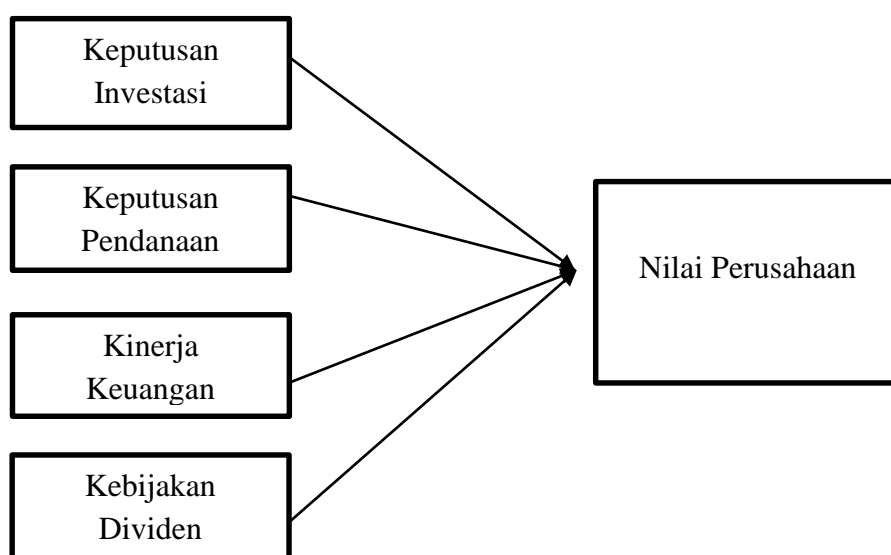 Keputusan
Investasi
Keputusan
Pendanaan
Nilai Perusahaan
Kinerja
Keuangan
Kebijakan
Dividen